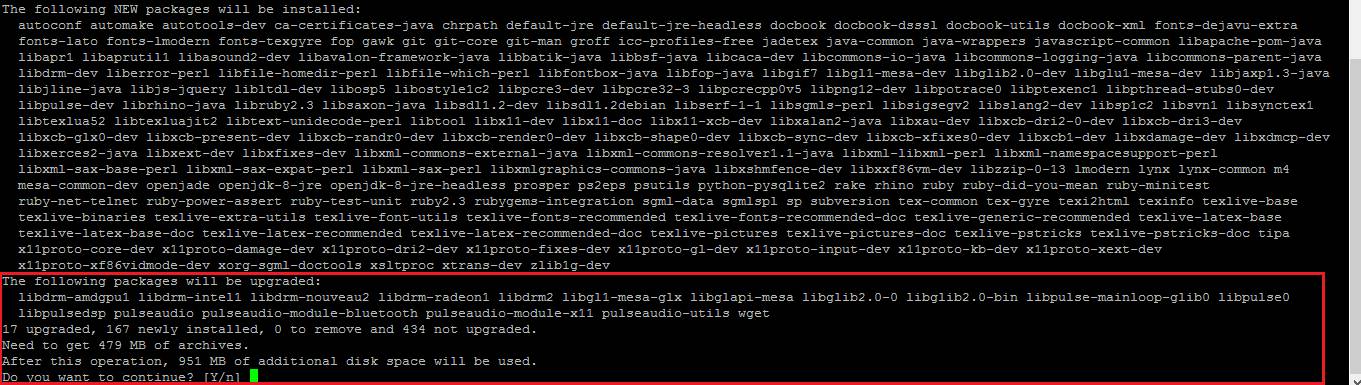 The following NEW packages will be installed:
autoconf automake autotools-dev ca-certificates-java chrpath default-jre default-jre-headless docbook docbook-dsssl docbook-utils docbook-xml fonts-dejavu-extra
fonts-lato fonts-lmodern fonts-texgyre fop gawk git git-core git-man groff icc-profiles-free jadetex java-common java-wrappers javascript-common libapache-pom-java
libapr1 libaprutil1 libasound2-dev libavalon-framework-java libbatik-java libbsf-java libcaca-dev libcommons-io-java libcommons-logging-java libcommons-parent-java
libdrm-dev liberror-perl libfile-homedir-perl libfile-which-perl libfontbox-java libfop-java libgif7 libgl1-mesa-dev libglib2.0-dev libglu1-mesa-dev libjaxp1.3-java
libjline-java libjs-jquery libltdl-dev libosp5 libostyle1c2 libpcre3-dev libpcre32-3 libpcrecpp0v5 libpng12-dev libpotrace0 libptexenc1 libpthread-stubs0-dev
libpulse-dev librhino-java libruby2.3 libsaxon-java libsdl1.2-dev libsdl1.2debian libserf-1-1 libsgmls-perl libsigsegv2 libslang2-dev libsp1c2 libsvn1 libsynctex1
libtexlua52 libtexluajit2 libtext-unidecode-perl libtool libx11-dev libx11-doc libx11-xcb-dev libxalan2-java libxau-dev libxcb-dri2-0-dev libxcb-dri3-dev
libxcb-glx0-dev libxcb-present-dev libxcb-randr0-dev libxcb-render0-dev libxcb-shape0-dev libxcb-sync-dev libxcb-xfixes0-dev libxcb1-dev libxdamage-dev libxdmcp-dev
libxerces2-java libxext-dev libxfixes-dev libxml-commons-external-java libxml-commons-resolver1.1-java libxml-libxml-perl libxml-namespacesupport-perl
libxml-sax-base-perl libxml-sax-expat-perl libxml-sax-perl libxmlgraphics-commons-java libxshmfence-dev libxxf86vm-dev libzzip-0-13 lmodern lynx lynx-common m4
mesa-common-dev openjade openjdk-8-jre openjdk-8-jre-headless prosper ps2eps psutils python-pysqlite2 rake rhino ruby ruby-did-you-mean ruby-minitest
ruby-net-telnet ruby-power-assert ruby-test-unit ruby2.3 rubygems-integration sgml-data sgmlspl sp subversion tex-common tex-gyre texi2html texinfo texlive-base
texlive-binaries texlive-extra-utils texlive-font-utils texlive-fonts-recommended texlive-fonts-recommended-doc texlive-generic-recommended texlive-latex-base
texlive-latex-base-doc texlive-latex-recommended texlive-latex-recommended-doc texlive-pictures texlive-pictures-doc texlive-pstricks texlive-pstricks-doc tipa
x11proto-core-dev x11proto-damage-dev x11proto-dri2-dev x11proto-fixes-dev x11proto-gl-dev x11proto-input-dev x11proto-kb-dev x11proto-xext-dev
x11proto-xf86vidmode-dev xorg-sgml-doctools xsltproc xtrans-dev zlib1g-dev
The following packages will be upgraded:
libdrm-amdgpu1 libdrm-intel1 libdrm-nouveau2 libdrm-radeon1 libdrm2 libgl1-mesa-glx libglapi-mesa libglib2.0-0 libglib2.0-bin libpulse-mainloop-glib0 libpulse0
libpulsedsp pulseaudio pulseaudio-module-bluetooth pulseaudio-module-x11 pulseaudio-utils wget
17 upgraded, 167 newly installed, 0 to remove and 434 not upgraded.
Need to get 479 MB of archives.
After this operation, 951 MB of additional disk space will be used.
Do you want to continue? [Y/n]